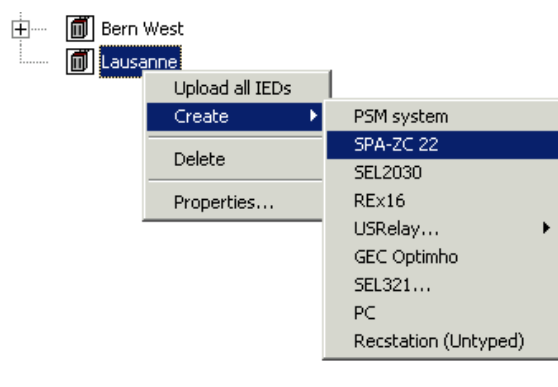 Bern West
Lausanne
Upload all IEDs
Create
Delete
Properties...
PSM system
SPA-ZC 22
SEL2030
REx16
USRelay...
GEC Optimho
SEL321...
PC
Recstation (Untyped)